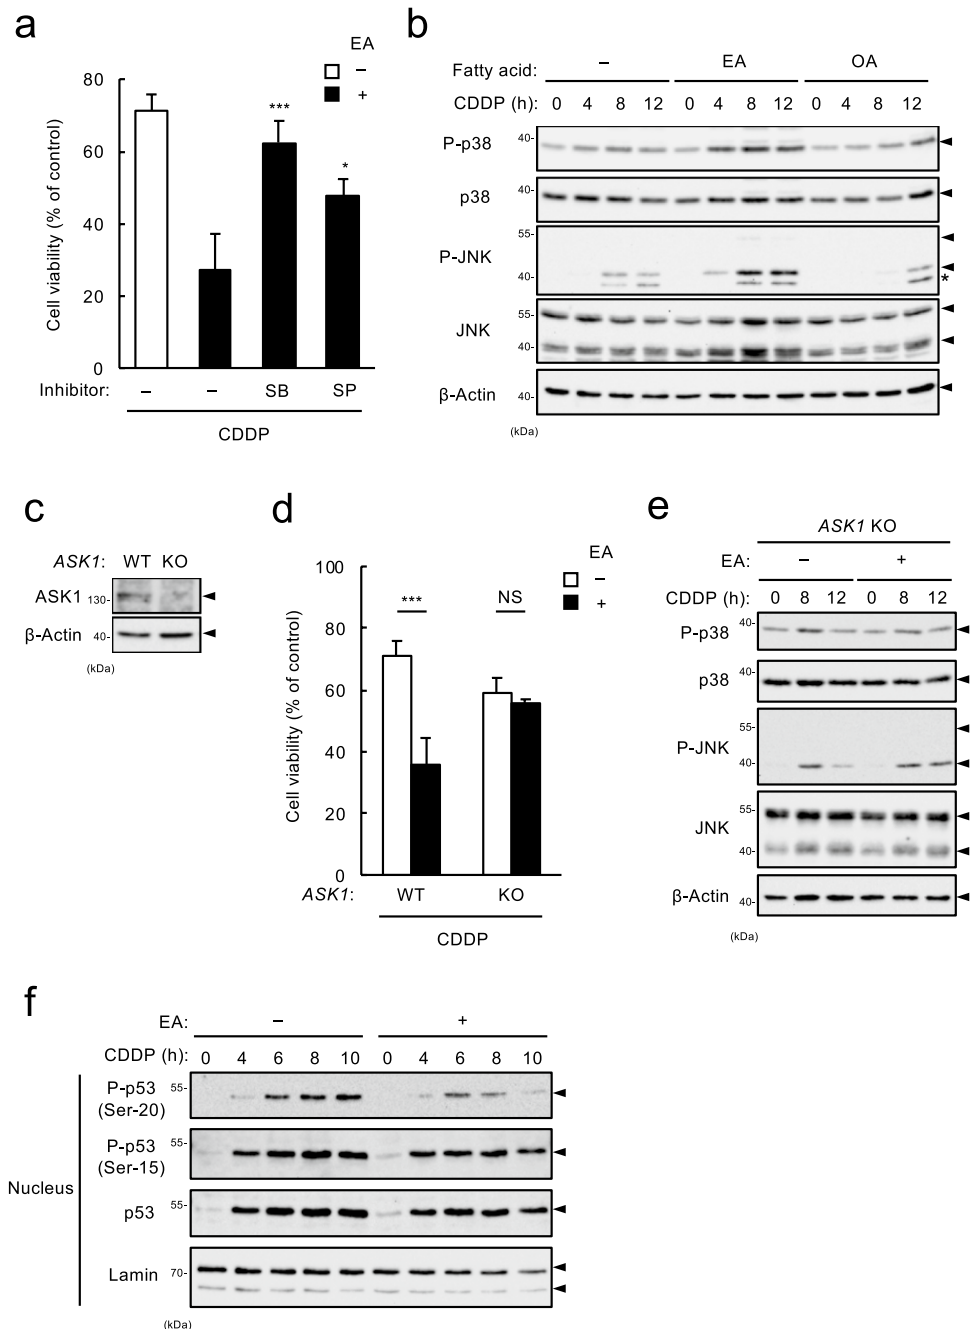 a
EA
–
+
Cell viability (% of control)
80
60
40
20
0
***
*
Inhibitor: – – SB SP
CDDP
b
Fatty acid: – EA OA
CDDP (h): 0 4 8 12 0 4 8 12 0 4 8 12
P-p38 40-
p38 40-
P-JNK 55- 40- *
JNK 55- 40-
β-Actin 40-
(kDa)
c
ASK1: WT KO
ASK1 130-
β-Actin 40-
(kDa)
d
EA
–
+
Cell viability (% of control)
100
80
60
40
20
0
*** NS
ASK1: WT KO
CDDP
e
ASK1 KO
EA: – +
CDDP (h): 0 8 12 0 8 12
P-p38 40-
p38 40-
P-JNK 55- 40-
JNK 55- 40-
β-Actin 40-
(kDa)
f
EA: – +
CDDP (h): 0 4 6 8 10 0 4 6 8 10
Nucleus
P-p53 (Ser-20) 55-
P-p53 (Ser-15) 55-
p53 55-
Lamin 70-
(kDa)